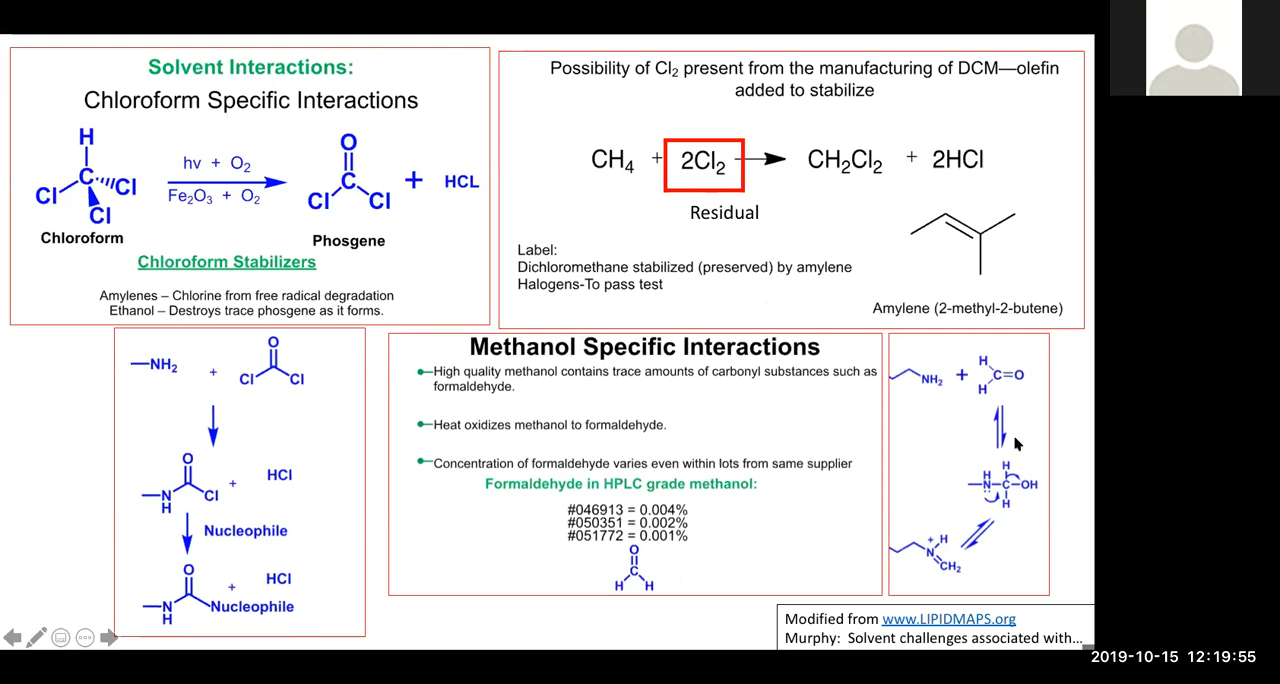 Solvent Interactions:
Chloroform Specific Interactions
H
C
Cl
Cl
Cl
hv + O2
Fe2O3 + O2
O
C
Cl Cl
+ HCL
Chloroform
Phosgene
Chloroform Stabilizers
Amylenes – Chlorine from free radical degradation
Ethanol – Destroys trace phosgene as it forms.
Possibility of Cl2 present from the manufacturing of DCM—olefin
added to stabilize
CH4 + 2Cl2 CH2Cl2 + 2HCl
Residual
Label:
Dichloromethane stabilized (preserved) by amylene
Halogens-To pass test
Amylene (2-methyl-2-butene)
O
NH2 + Cl Cl
O
N Cl + HCl
H
Nucleophile
O
N Nucleophile + HCl
H
Methanol Specific Interactions
High quality methanol contains trace amounts of carbonyl substances such as
formaldehyde.
Heat oxidizes methanol to formaldehyde.
Concentration of formaldehyde varies even within lots from same supplier
Formaldehyde in HPLC grade methanol:
#046913 = 0.004%
#050351 = 0.002%
#051772 = 0.001%
O
C
H H
H
NH2 + C=O
H
H H
N C OH
H
+ H
N
CH2
Modified from www.LIPIDMAPS.org
Murphy: Solvent challenges associated with...
2019-10-15 12:19:55